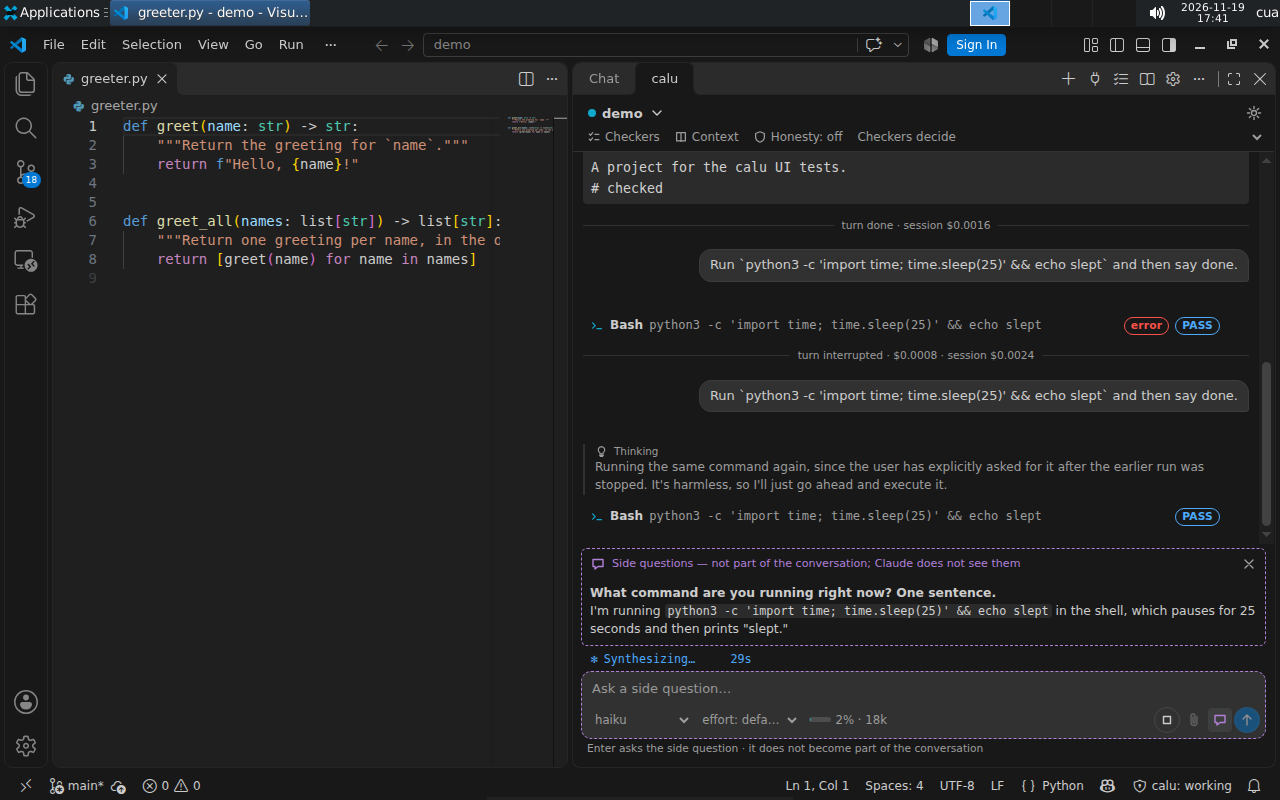 Applications
greeter.py - demo - Visu...
2026-11-19
17:41
cua
File Edit Selection View Go Run ···
demo
Sign In
greeter.py
Chat
calu
greeter.py
demo
Checkers
Context
Honesty: off
Checkers decide
18
1 def greet(name: str) -> str:
2 """Return the greeting for `name`."""
3 return f"Hello, {name}!"
4
5
6 def greet_all(names: list[str]) -> list[str]:
7 """Return one greeting per name, in the o
8 return [greet(name) for name in names]
9
A project for the calu UI tests.
# checked
turn done · session $0.0016
Run `python3 -c 'import time; time.sleep(25)' && echo slept` and then say done.
Bash python3 -c 'import time; time.sleep(25)' && echo slept error PASS
turn interrupted · $0.0008 · session $0.0024
Run `python3 -c 'import time; time.sleep(25)' && echo slept` and then say done.
Thinking
Running the same command again, since the user has explicitly asked for it after the earlier run was
stopped. It's harmless, so I'll just go ahead and execute it.
Bash python3 -c 'import time; time.sleep(25)' && echo slept PASS
Side questions — not part of the conversation; Claude does not see them
What command are you running right now? One sentence.
I'm running python3 -c 'import time; time.sleep(25)' && echo slept in the shell, which pauses for 25
seconds and then prints "slept."
✻ Synthesizing… 29s
Ask a side question…
haiku
effort: defa...
2% · 18k
Enter asks the side question · it does not become part of the conversation
main*
0
0
Ln 1, Col 1
Spaces: 4
UTF-8
LF
{ } Python
calu: working